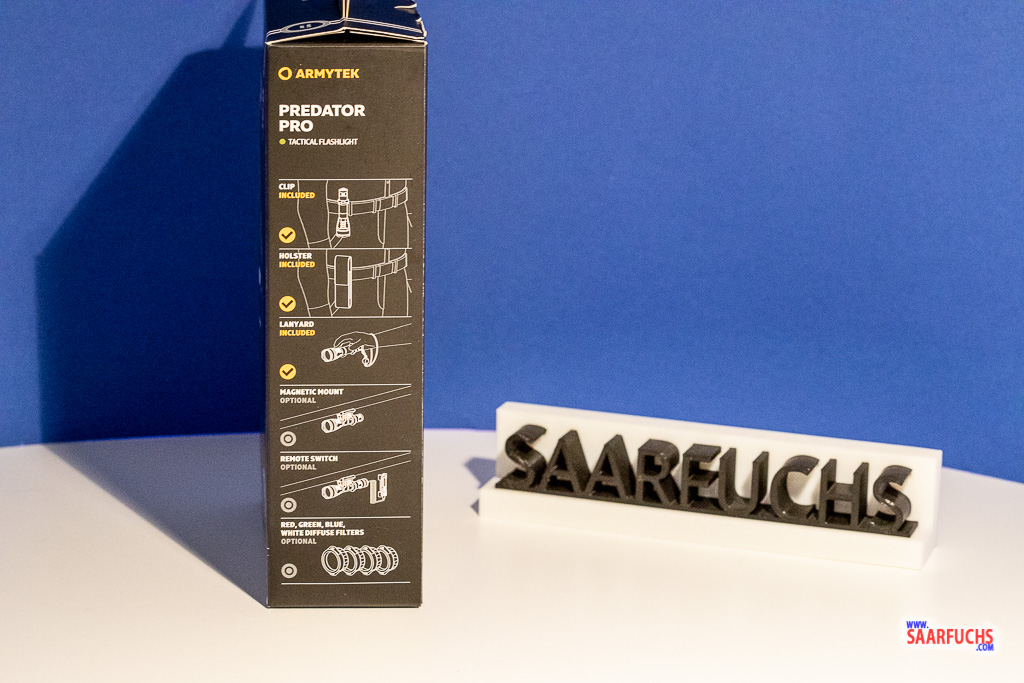 ARMYTEK
PREDATOR
PRO
TACTICAL FLASHLIGHT
CLIP
INCLUDED
HOLSTER
INCLUDED
LANYARD
INCLUDED
MAGNETIC MOUNT
OPTIONAL
REMOTE SWITCH
OPTIONAL
RED, GREEN, BLUE,
WHITE DIFFUSE FILTERS
OPTIONAL
SAARFUCHS
WWW.
SAARFUCHS
.COM